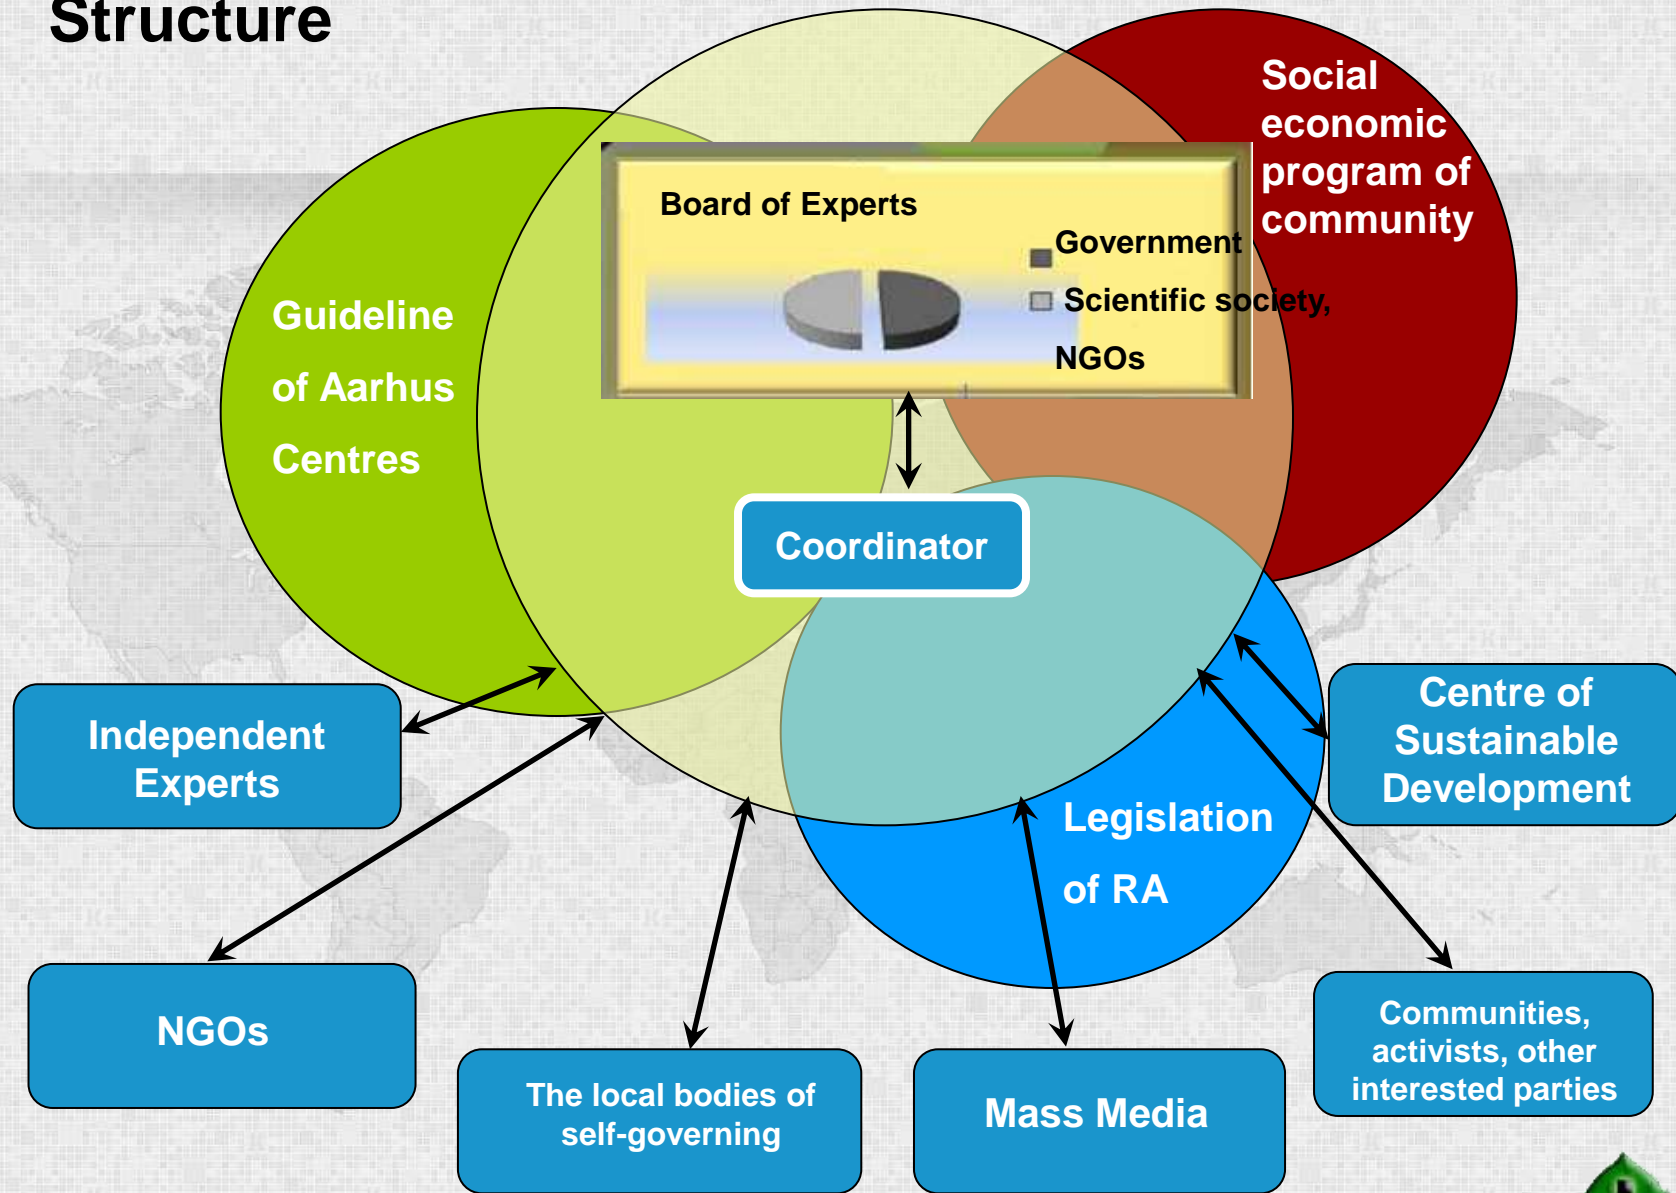 Structure
Social
economic
program of
community
Board of Experts
Government
Scientific society,
NGOs
Guideline
of Aarhus
Centres
Coordinator
Independent
Experts
Centre of
Sustainable
Development
Legislation
of RA
NGOs
The local bodies of
self-governing
Mass Media
Communities,
activists, other
interested parties